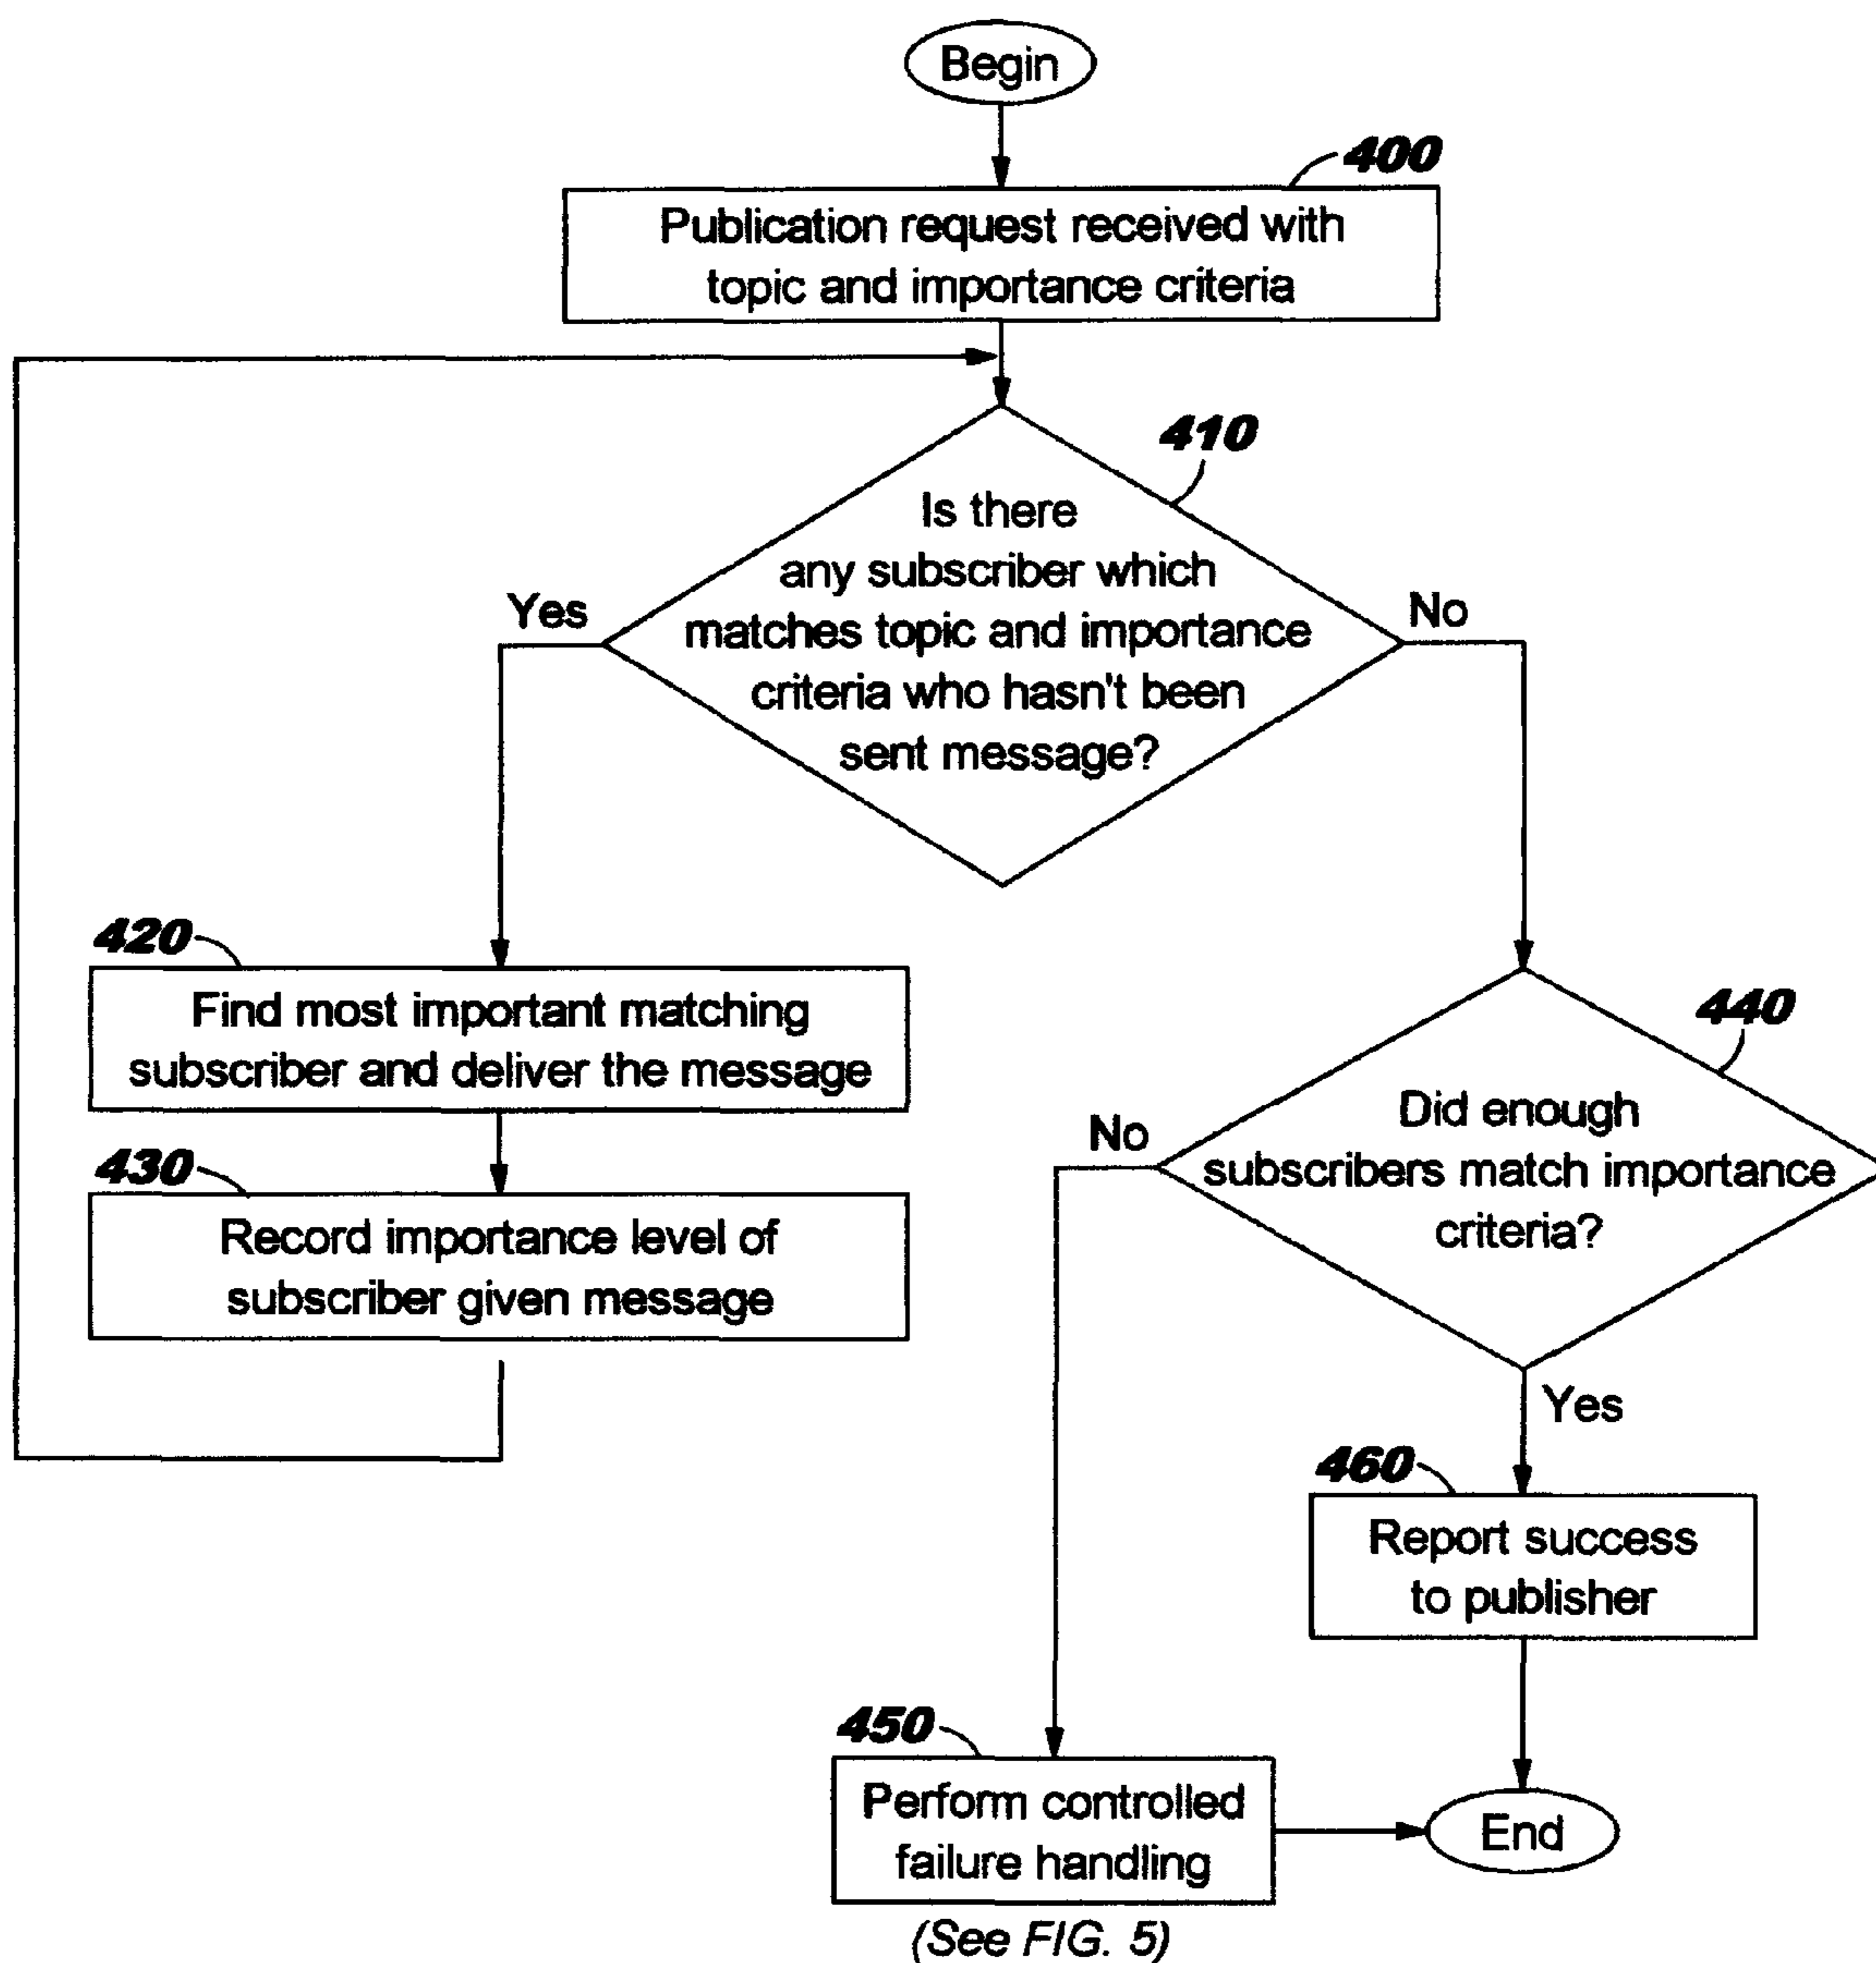 Begin
400
Publication request received with
topic and importance criteria
410
Is there
any subscriber which
matches topic and importance
criteria who hasn't been
sent message?
Yes
No
420
Find most important matching
subscriber and deliver the message
430
Record importance level of
subscriber given message
440
Did enough
subscribers match importance
criteria?
No
Yes
460
Report success
to publisher
450
Perform controlled
failure handling
(See FIG. 5)
End